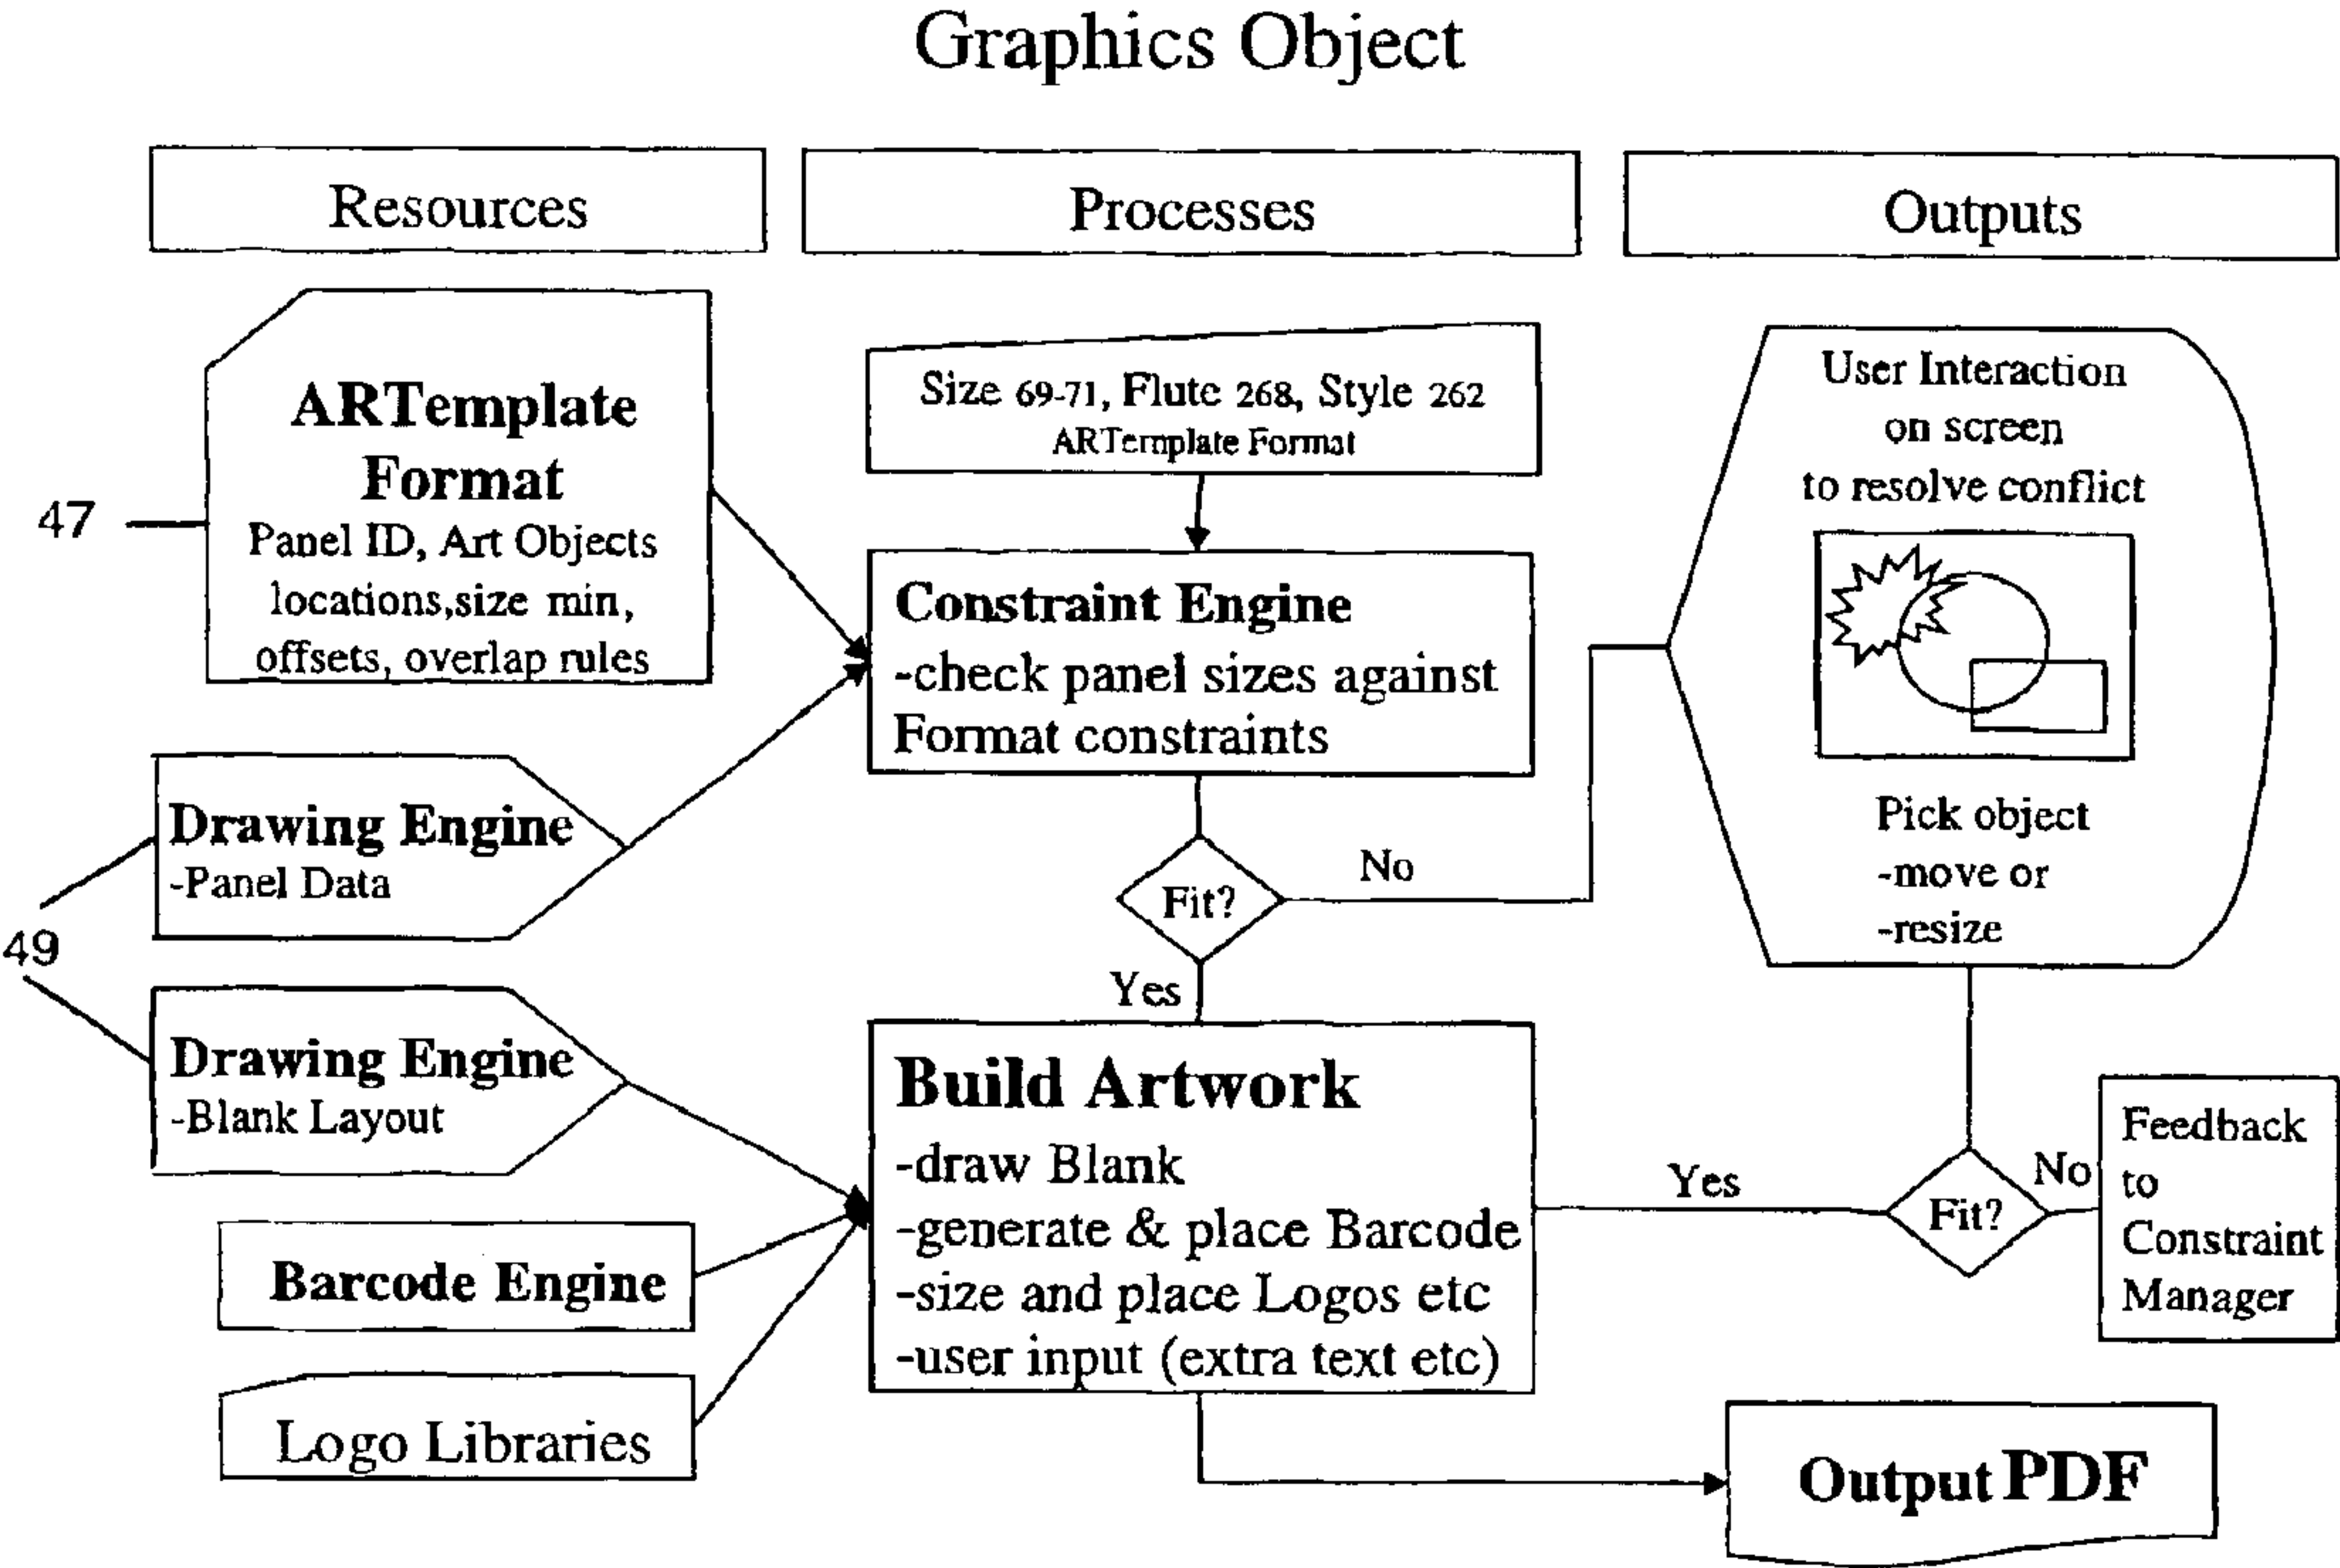 Graphics Object
Resources
Processes
Outputs
ARTemplate
Format
Panel ID, Art Objects
locations,size min,
offsets, overlap rules
47
Drawing Engine
-Panel Data
49
Drawing Engine
-Blank Layout
Barcode Engine
Logo Libraries
Size 69-71, Flute 268, Style 262
ARTemplate Format
Constraint Engine
-check panel sizes against
Format constraints
Fit?
No
Yes
Build Artwork
-draw Blank
-generate & place Barcode
-size and place Logos etc
-user input (extra text etc)
User Interaction
on screen
to resolve conflict
Pick object
-move or
-resize
Yes
Fit?
No
Feedback
to
Constraint
Manager
Output PDF